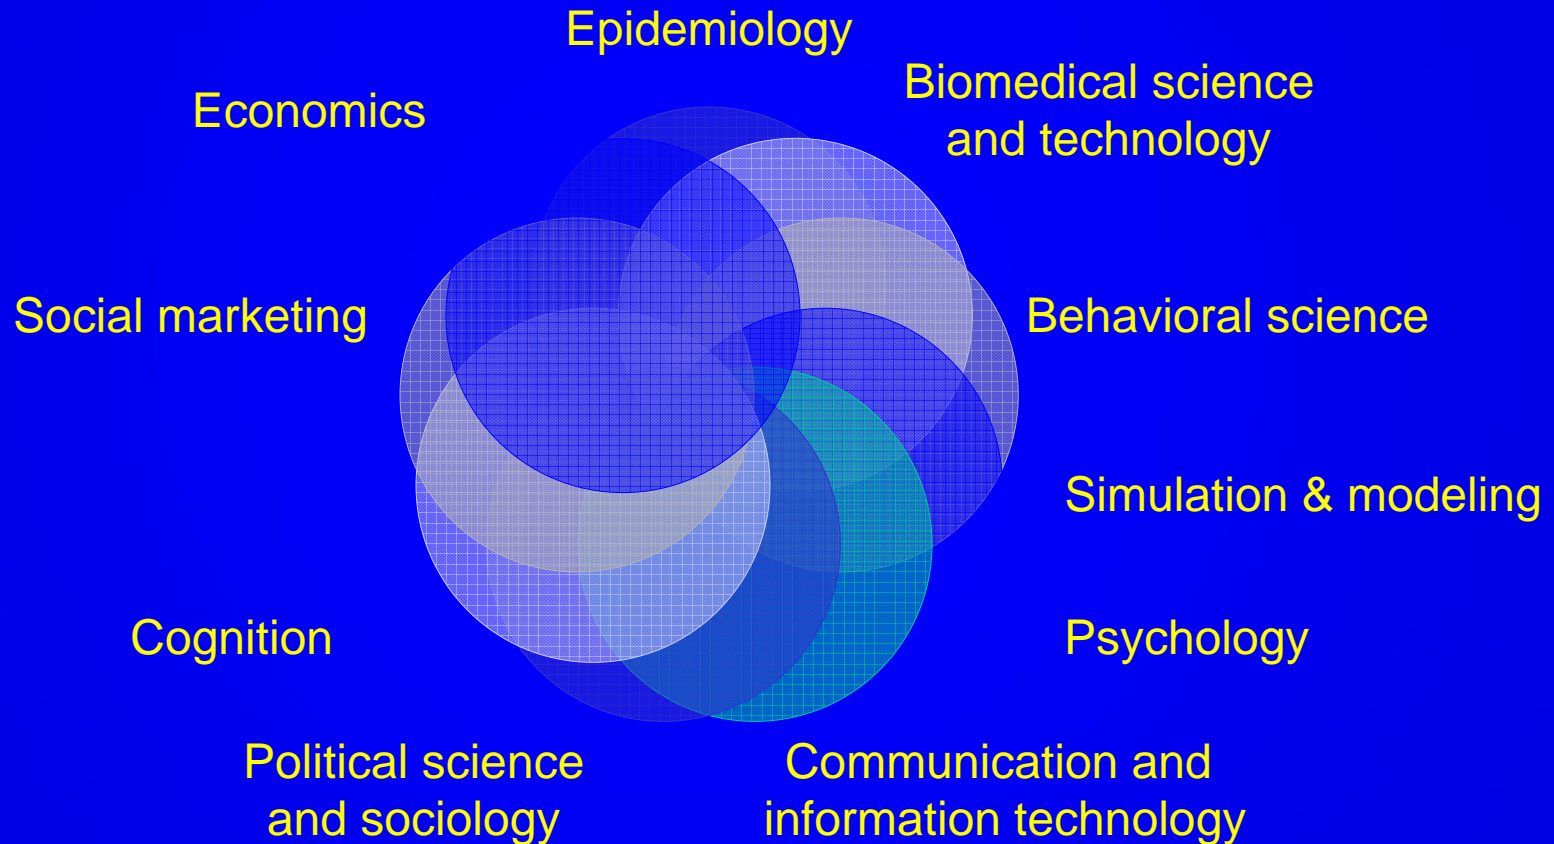 Epidemiology
Biomedical science
and technology
Economics
Social marketing
Behavioral science
Simulation & modeling
Cognition
Psychology
Political science
and sociology
Communication and
information technology